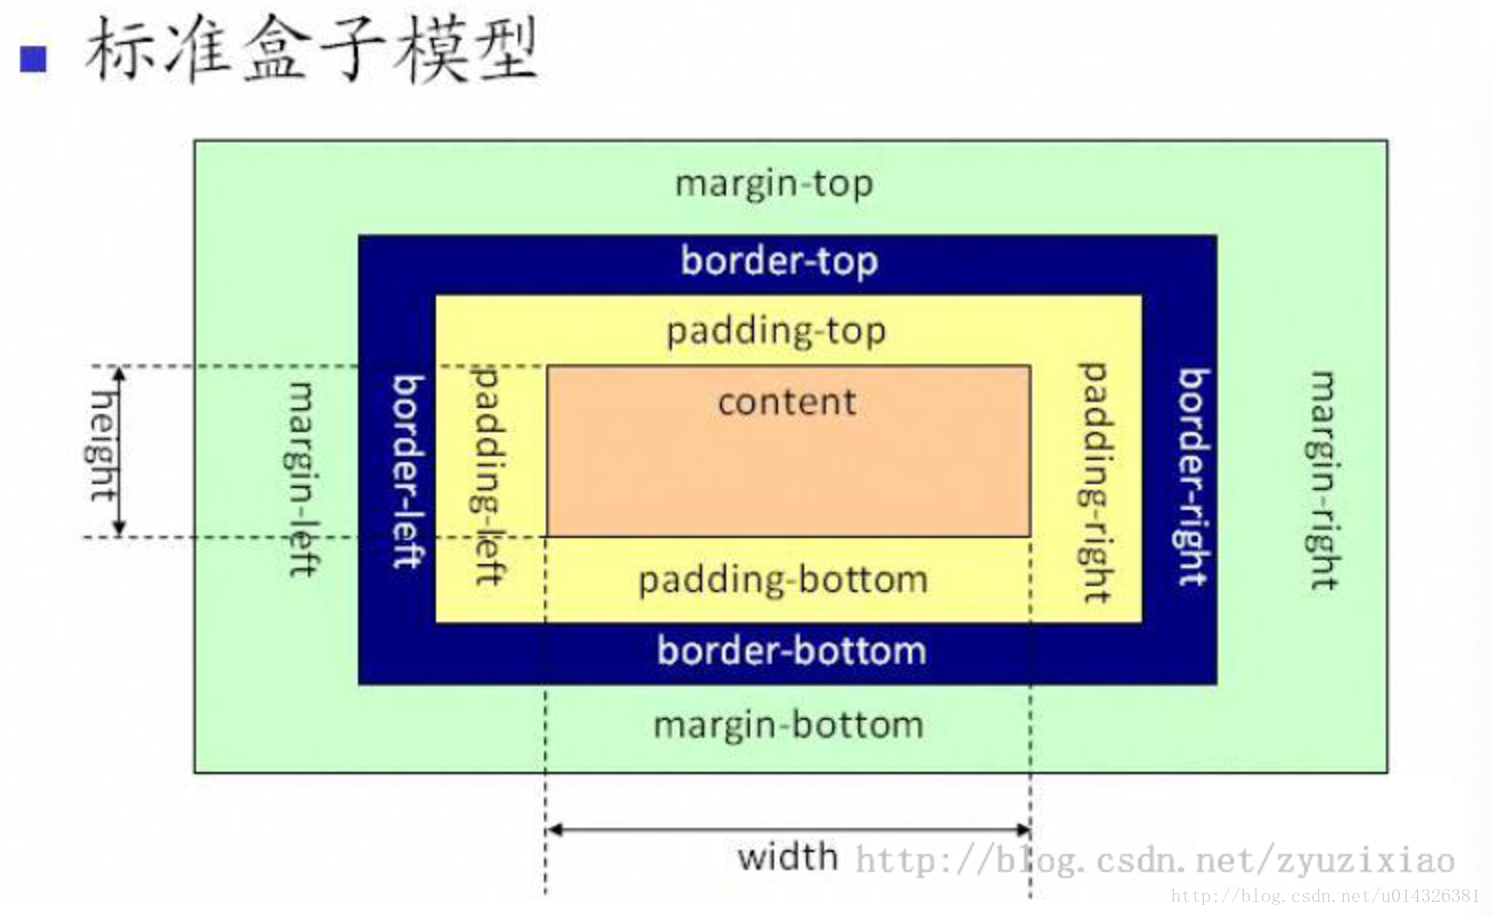 标准盒子模型
margin-top
border-top
padding-top
height
margin-left
border-left
padding-left
content
padding-right
border-right
margin-right
padding-bottom
border-bottom
margin-bottom
width
http://blog.csdn.net/zyuzixiao
http://blog.csdn.net/u014326381